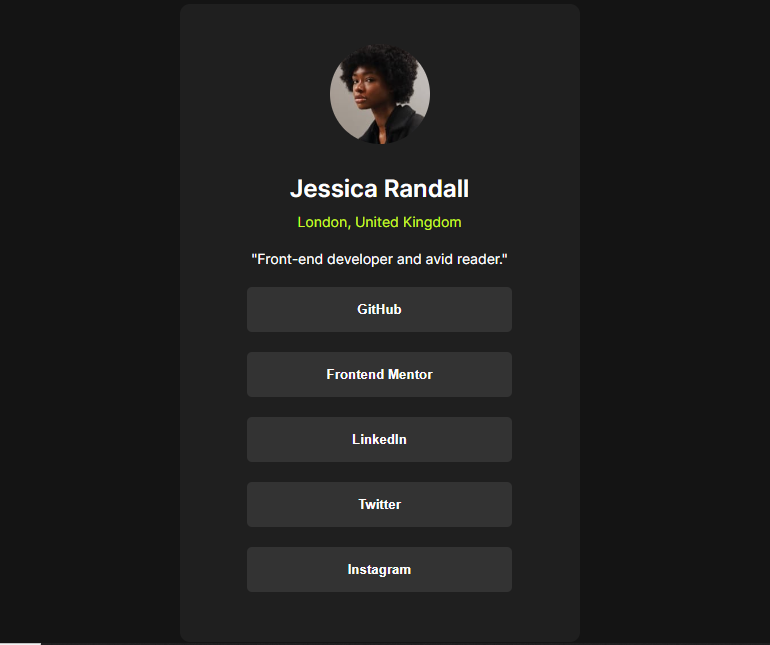 Jessica Randall
London, United Kingdom
"Front-end developer and avid reader."
GitHub
Frontend Mentor
LinkedIn
Twitter
Instagram